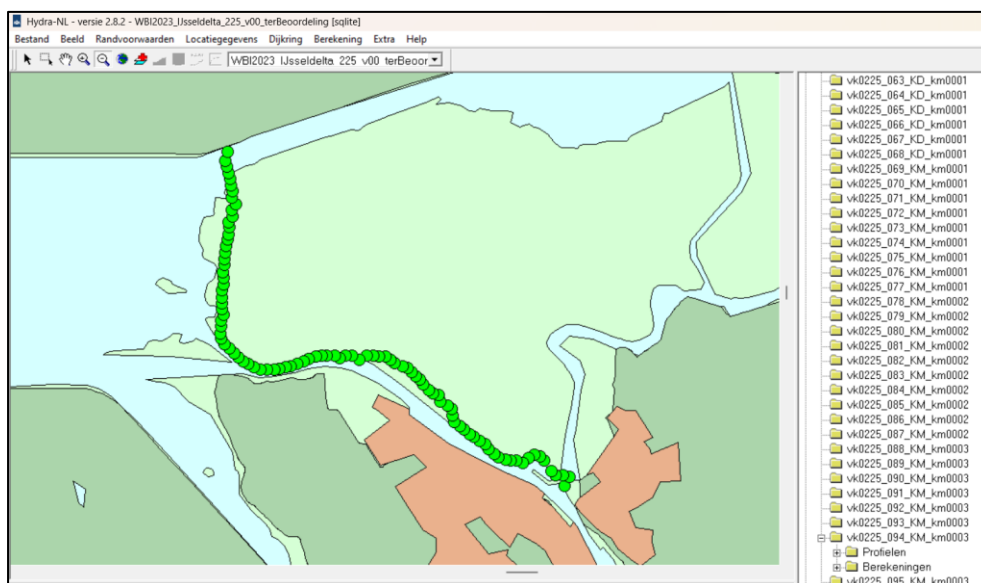 Hydra-NL - versie 2.8.2 - WBI2023_IJsseldelta_225_v00_terBeoordeling [sqlite]
Bestand Beeld Randvoorwaarden Locatiegegevens Dijkring Berekening Extra Help
WBI2023_IJsseldelta_225_v00_terBeoor
vk0225_063_KD_km0001
vk0225_064_KD_km0001
vk0225_065_KD_km0001
vk0225_066_KD_km0001
vk0225_067_KD_km0001
vk0225_068_KD_km0001
vk0225_069_KM_km0001
vk0225_070_KM_km0001
vk0225_071_KM_km0001
vk0225_072_KM_km0001
vk0225_073_KM_km0001
vk0225_074_KM_km0001
vk0225_075_KM_km0001
vk0225_076_KM_km0001
vk0225_077_KM_km0001
vk0225_078_KM_km0002
vk0225_079_KM_km0002
vk0225_080_KM_km0002
vk0225_081_KM_km0002
vk0225_082_KM_km0002
vk0225_083_KM_km0002
vk0225_084_KM_km0002
vk0225_085_KM_km0002
vk0225_086_KM_km0002
vk0225_087_KM_km0002
vk0225_088_KM_km0003
vk0225_089_KM_km0003
vk0225_090_KM_km0003
vk0225_091_KM_km0003
vk0225_092_KM_km0003
vk0225_093_KM_km0003
vk0225_094_KM_km0003
Profielen
Berekeningen
vk0225_095_KM_km0003